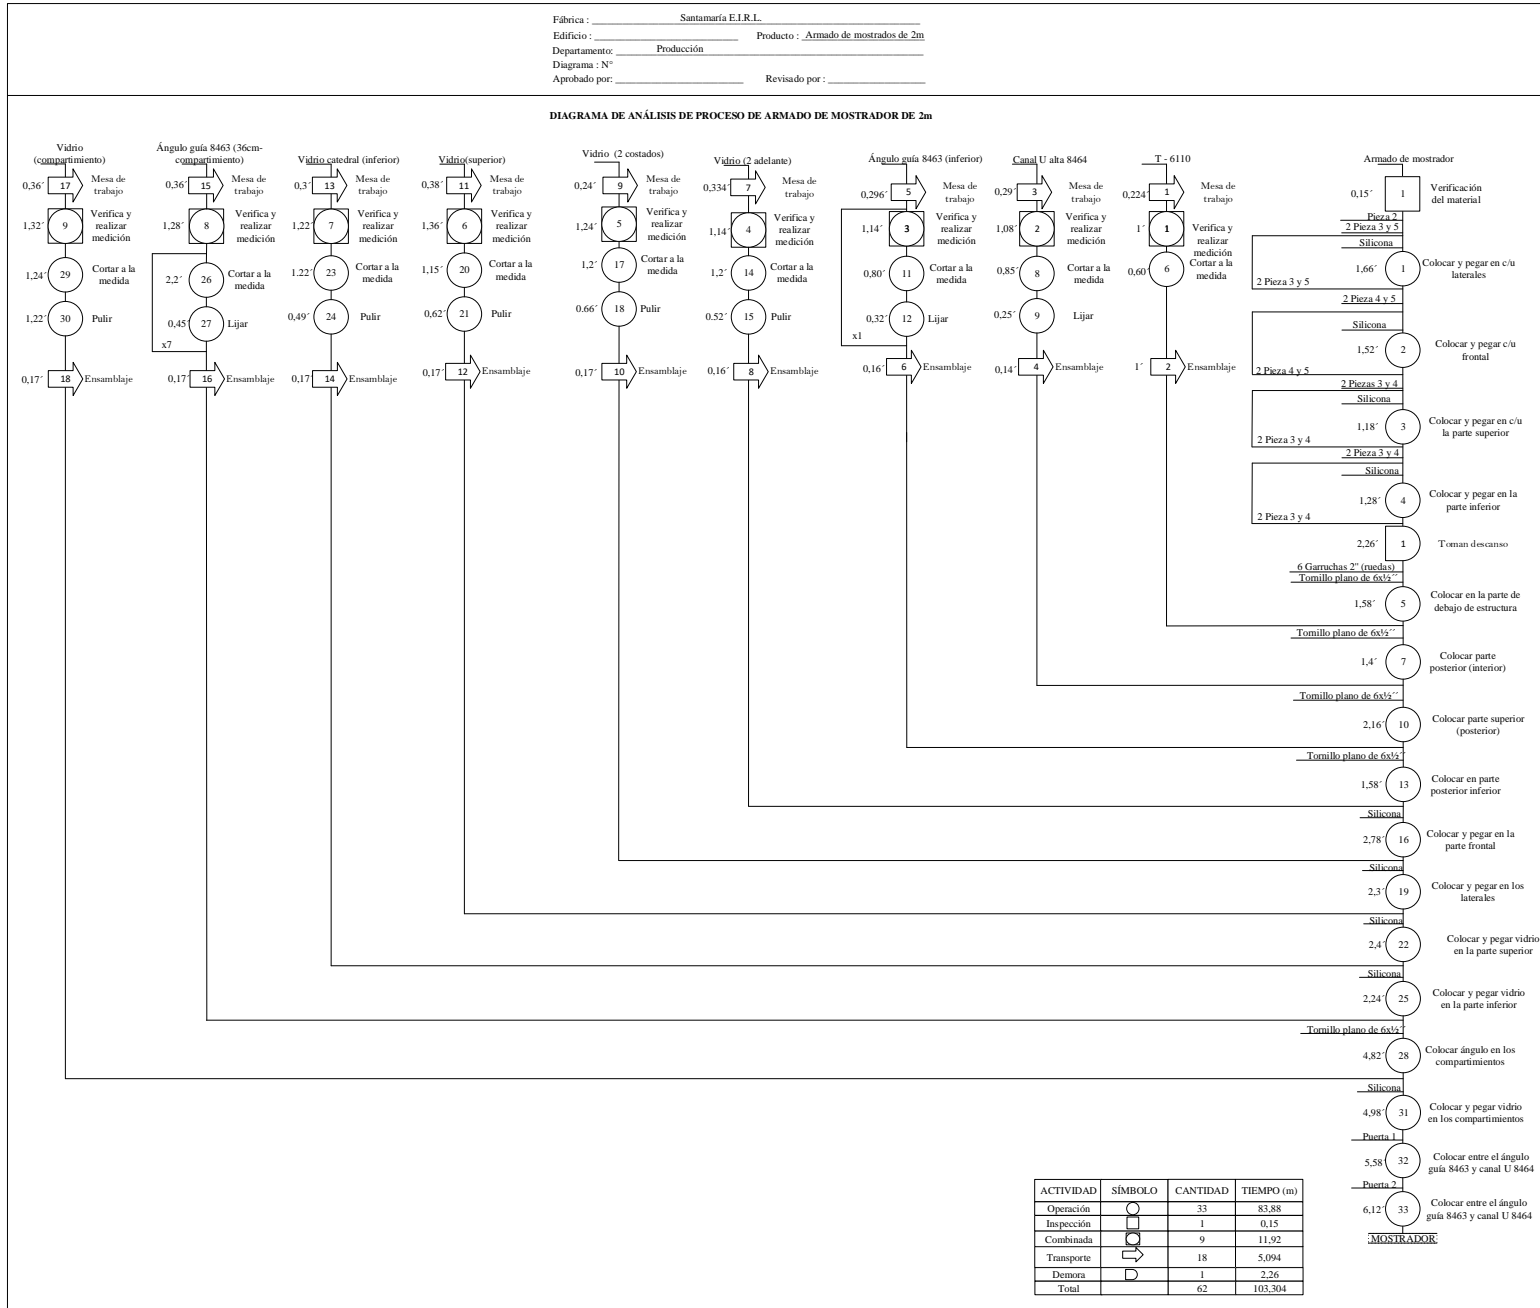 Fábrica : Santamaría E.I.R.L.
Edificio : Producto : Armado de mostrados de 2m
Departamento: Producción
Diagrama : N°
Aprobado por: Revisado por :
DIAGRAMA DE ANÁLISIS DE PROCESO DE ARMADO DE MOSTRADOR DE 2m
Vidrio
(compartimiento)
0,36´ 17 Mesa de
trabajo
1,32´ 9 Verifica y
realizar
medición
1,24´ 29 Cortar a la
medida
1,22´ 30 Pulir
0,17´ 18 Ensamblaje
Ángulo guía 8463 (36cm-
compartimiento)
0,36´ 15 Mesa de
trabajo
1,28´ 8 Verifica y
realizar
medición
2,2´ 26 Cortar a la
medida
0,45´ 27 Lijar
x7
0,17´ 16 Ensamblaje
Vidrio catedral (inferior)
0,3´ 13 Mesa de
trabajo
1,22´ 7 Verifica y
realizar
medición
1.22´ 23 Cortar a la
medida
0,49´ 24 Pulir
0,17´ 14 Ensamblaje
Vidrio(superior)
0,38´ 11 Mesa de
trabajo
1,36´ 6 Verifica y
realizar
medición
1,15´ 20 Cortar a la
medida
0,62´ 21 Pulir
0,17´ 12 Ensamblaje
Vidrio (2 costados)
0,24´ 9 Mesa de
trabajo
1,24´ 5 Verifica y
realizar
medición
1,2´ 17 Cortar a la
medida
0.66´ 18 Pulir
0,17´ 10 Ensamblaje
Vidrio (2 adelante)
0,334´ 7 Mesa de
trabajo
1,14´ 4 Verifica y
realizar
medición
1,2´ 14 Cortar a la
medida
0.52´ 15 Pulir
0,16´ 8 Ensamblaje
Ángulo guía 8463 (inferior)
0,296´ 5 Mesa de
trabajo
1,14´ 3 Verifica y
realizar
medición
0,80´ 11 Cortar a la
medida
0,32´ 12 Lijar
x1
0,16´ 6 Ensamblaje
Canal U alta 8464
0,29´ 3 Mesa de
trabajo
1,08´ 2 Verifica y
realizar
medición
0,85´ 8 Cortar a la
medida
0,25´ 9 Lijar
0,14´ 4 Ensamblaje
T - 6110
0,224´ 1 Mesa de
trabajo
1´ 1 Verifica y
realizar
medición
0,60´ 6 Cortar a la
medida
1´ 2 Ensamblaje
Armado de mostrador
0,15´ 1 Verificación
del material
Pieza 2
2 Pieza 3 y 5
Silicona
1,66´ 1 Colocar y pegar en c/u
laterales
2 Pieza 3 y 5
2 Pieza 4 y 5
Silicona
1,52´ 2 Colocar y pegar c/u
frontal
2 Pieza 4 y 5
2 Piezas 3 y 4
Silicona
1,18´ 3 Colocar y pegar en c/u
la parte superior
2 Pieza 3 y 4
2 Pieza 3 y 4
Silicona
1,28´ 4 Colocar y pegar en la
parte inferior
2 Pieza 3 y 4
2,26´ 1 Toman descanso
6 Garruchas 2" (ruedas)
Tornillo plano de 6x½´´
1,58´ 5 Colocar en la parte de
debajo de estructura
Tornillo plano de 6x½´´
1,4´ 7 Colocar parte
posterior (interior)
Tornillo plano de 6x½´´
2,16´ 10 Colocar parte superior
(posterior)
Tornillo plano de 6x½´´
1,58´ 13 Colocar en parte
posterior inferior
Silicona
2,78´ 16 Colocar y pegar en la
parte frontal
Silicona
2,3´ 19 Colocar y pegar en los
laterales
Silicona
2,4´ 22 Colocar y pegar vidrio
en la parte superior
Silicona
2,24´ 25 Colocar y pegar vidrio
en la parte inferior
Tornillo plano de 6x½´´
4,82´ 28 Colocar ángulo en los
compartimientos
Silicona
4,98´ 31 Colocar y pegar vidrio
en los compartimientos
Puerta 1
5,58´ 32 Colocar entre el ángulo
guía 8463 y canal U 8464
Puerta 2
6,12´ 33 Colocar entre el ángulo
guía 8463 y canal U 8464
MOSTRADOR
ACTIVIDAD SÍMBOLO CANTIDAD TIEMPO (m)
Operación 33 83,88
Inspección 1 0,15
Combinada 9 11,92
Transporte 18 5,094
Demora 1 2,26
Total 62 103,304